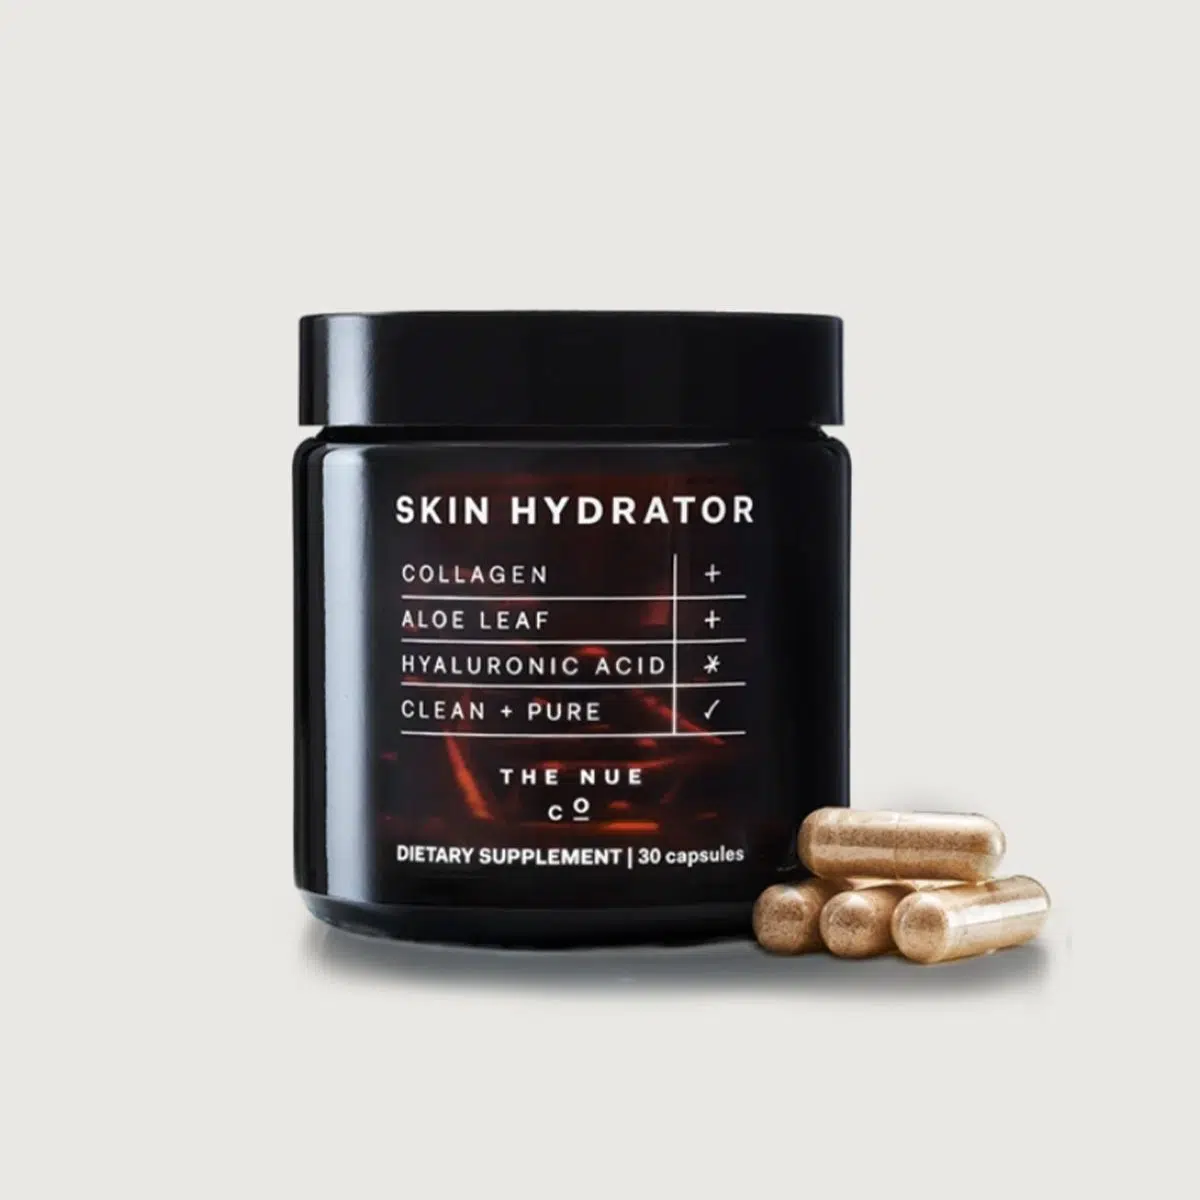 SKIN HYDRATOR
COLLAGEN +
ALOE LEAF +
HYALURONIC ACID *
CLEAN + PURE ✓
THE NUE
CO
DIETARY SUPPLEMENT | 30 capsules